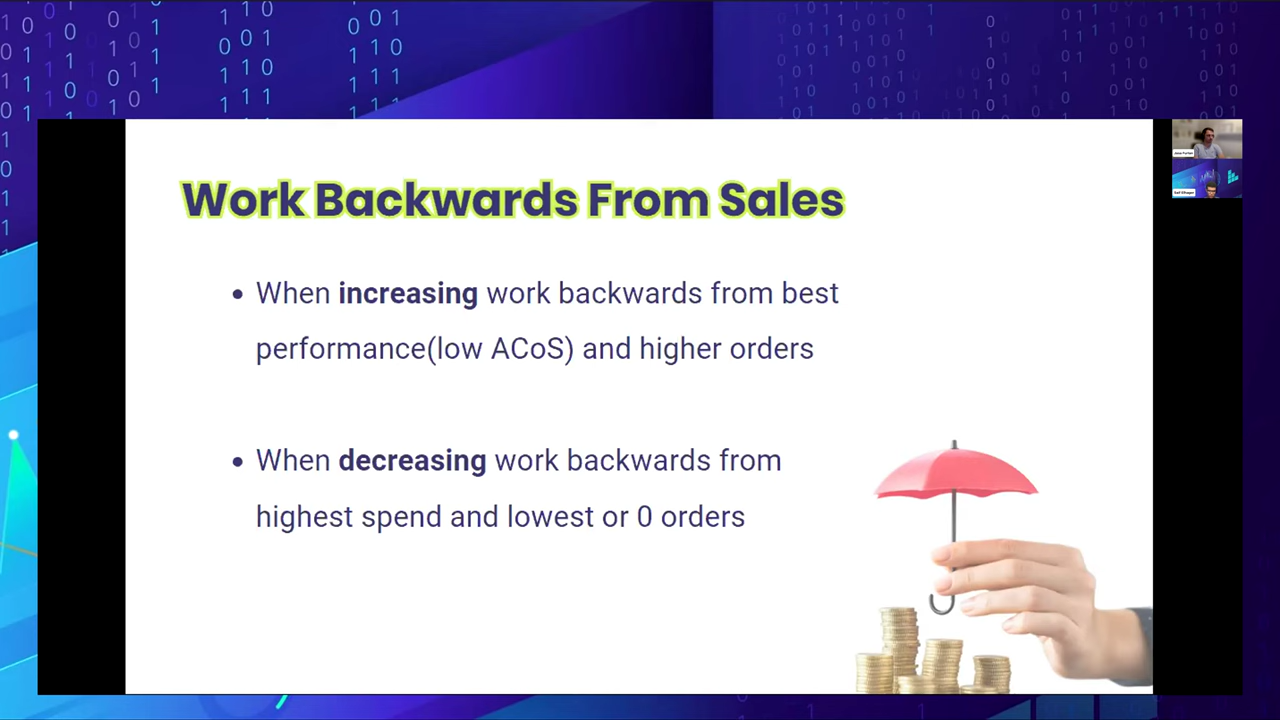 Work Backwards From Sales
• When increasing work backwards from best
performance(low ACoS) and higher orders
• When decreasing work backwards from
highest spend and lowest or 0 orders